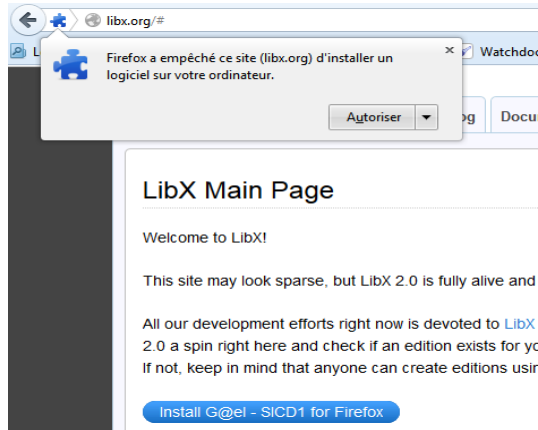 libx.org/#
L
Watchdo
Firefox a empêché ce site (libx.org) d'installer un
logiciel sur votre ordinateur.
Autoriser
og
Docu
LibX Main Page
Welcome to LibX!
This site may look sparse, but LibX 2.0 is fully alive and
All our development efforts right now is devoted to LibX
2.0 a spin right here and check if an edition exists for yo
If not, keep in mind that anyone can create editions usin
Install G@el - SICD1 for Firefox